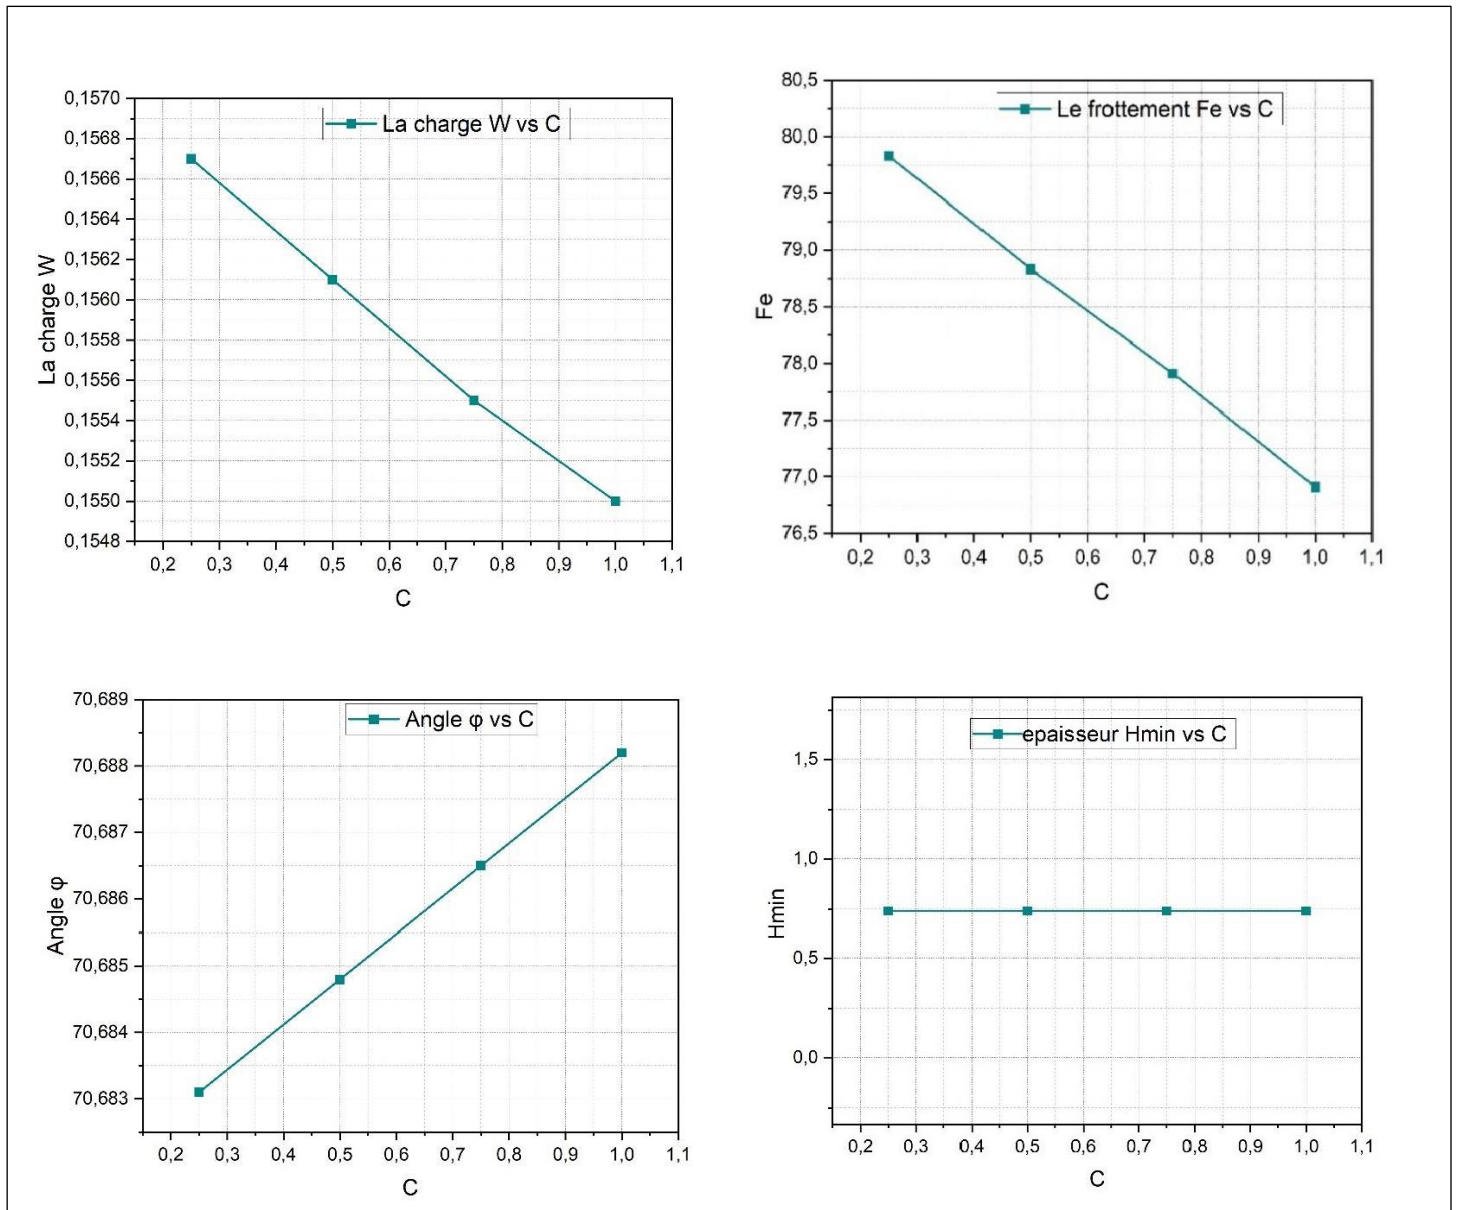 La charge W vs C
La charge W
0,1570
0,1568
0,1566
0,1564
0,1562
0,1560
0,1558
0,1556
0,1554
0,1552
0,1550
0,1548
0,2 0,3 0,4 0,5 0,6 0,7 0,8 0,9 1,0 1,1
C
Le frottement Fe vs C
Fe
80,5
80,0
79,5
79,0
78,5
78,0
77,5
77,0
76,5
0,2 0,3 0,4 0,5 0,6 0,7 0,8 0,9 1,0 1,1
C
Angle φ vs C
Angle φ
70,689
70,688
70,687
70,686
70,685
70,684
70,683
0,2 0,3 0,4 0,5 0,6 0,7 0,8 0,9 1,0 1,1
C
epaisseur Hmin vs C
Hmin
1,5
1,0
0,5
0,0
0,2 0,3 0,4 0,5 0,6 0,7 0,8 0,9 1,0 1,1
C